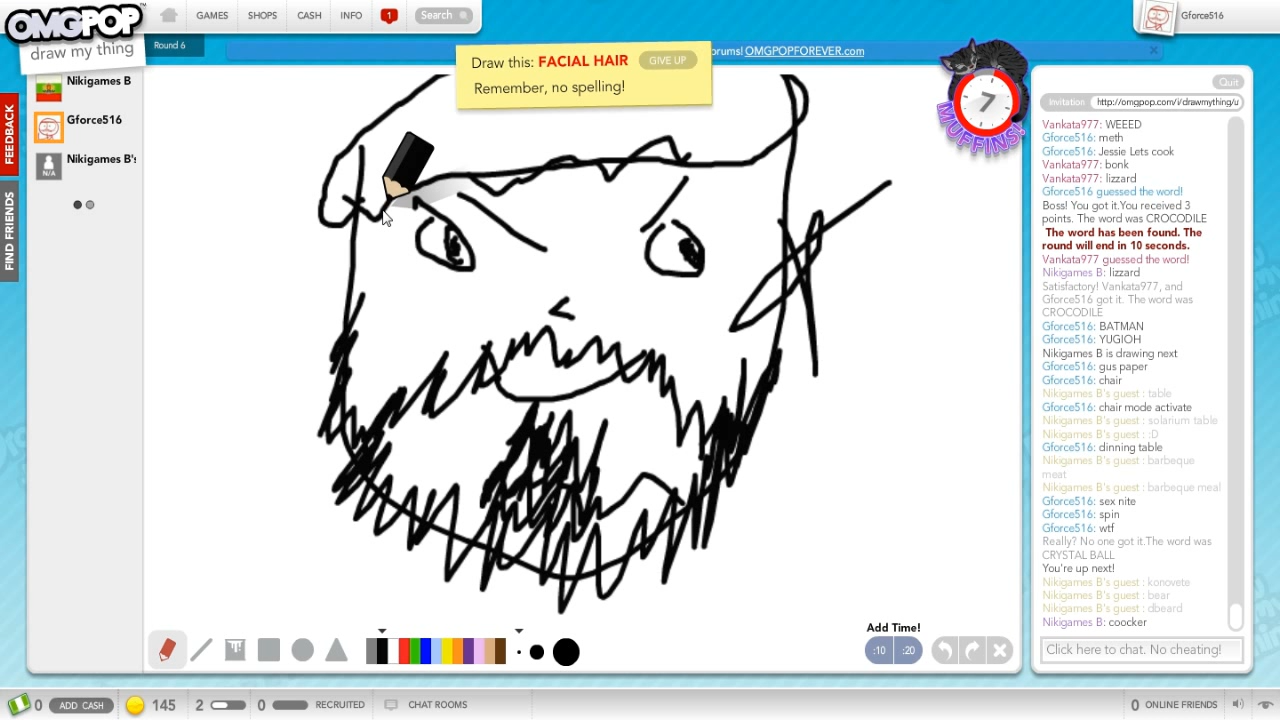 OMGPOP™
draw my thing
GAMES
SHOPS
CASH
INFO
1
Search
Gforce516
Round 6
orums! OMGPOPFOREVER.com
Draw this: FACIAL HAIR
GIVE UP
Remember, no spelling!
7
MUFFINS!
FEEDBACK
FIND FRIENDS
Nikigames B
Gforce516
N/A
Nikigames B's
Quit
Invitation
http://omgpop.com/i/drawmything/u
Vankata977: WEEED
Gforce516: meth
Gforce516: Jessie Lets cook
Vankata977: bonk
Vankata977: lizzard
Gforce516 guessed the word!
Boss! You got it.You received 3
points. The word was CROCODILE
The word has been found. The
round will end in 10 seconds.
Vankata977 guessed the word!
Nikigames B: lizzard
Satisfactory! Vankata977, and
Gforce516 got it. The word was
CROCODILE
Gforce516: BATMAN
Gforce516: YUGIOH
Nikigames B is drawing next
Gforce516: gus paper
Gforce516: chair
Nikigames B's guest : table
Gforce516: chair mode activate
Nikigames B's guest : solarium table
Nikigames B's guest : :D
Gforce516: dinning table
Nikigames B's guest : barbeque
meat
Nikigames B's guest : barbeque meal
Gforce516: sex nite
Gforce516: spin
Gforce516: wtf
Really? No one got it.The word was
CRYSTAL BALL
You're up next!
Nikigames B's guest : konovete
Nikigames B's guest : bear
Nikigames B's guest : dbeard
Nikigames B: coocker
Click here to chat. No cheating!
Add Time!
:10
:20
0
ADD CASH
145
2
0
RECRUITED
CHAT ROOMS
0 ONLINE FRIENDS